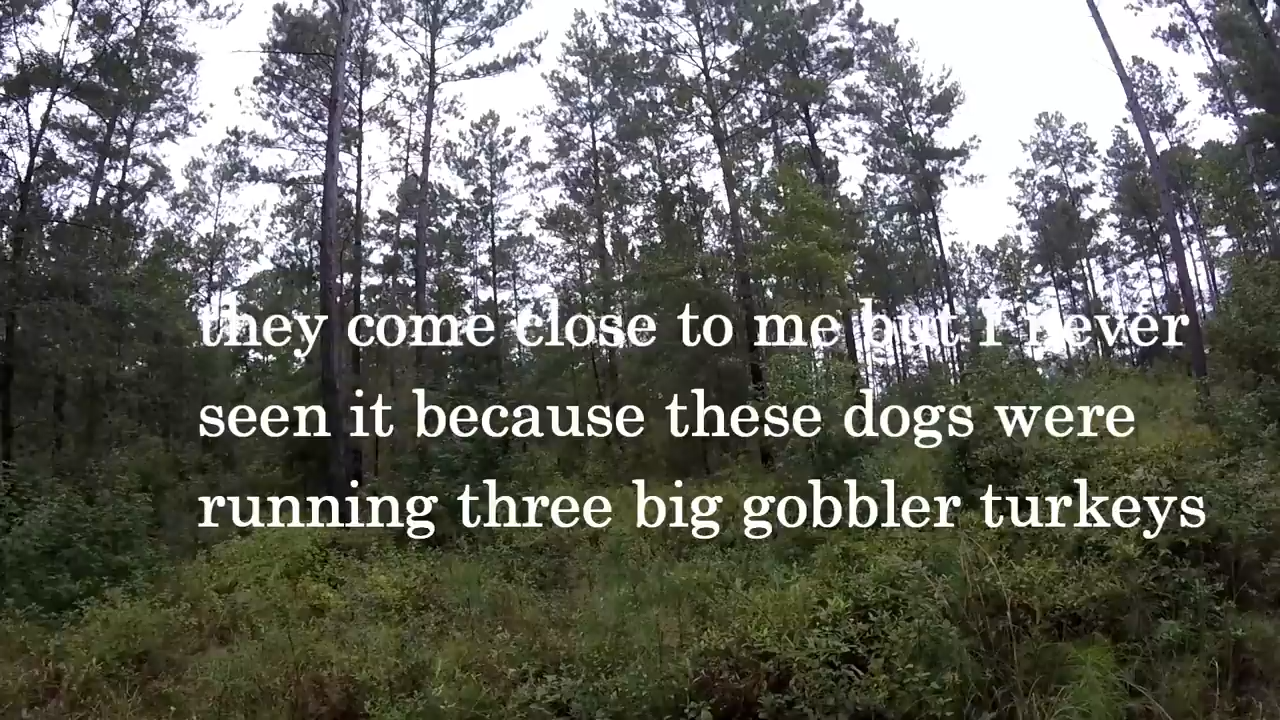 they come close to me but I never
seen it because these dogs were
running three big gobbler turkeys